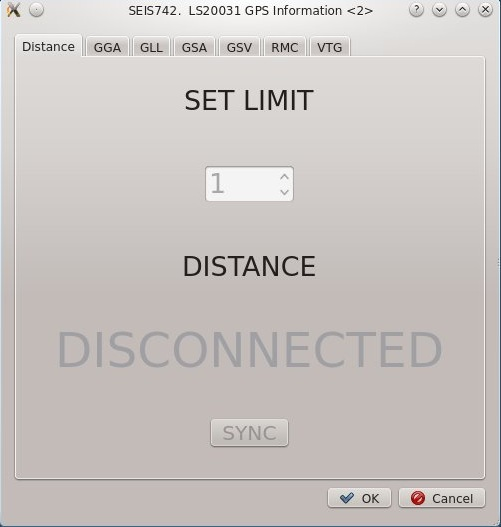 SEIS742.  LS20031 GPS Information <2>
Distance GGA GLL GSA GSV RMC VTG
SET LIMIT
1
DISTANCE
DISCONNECTED
SYNC
OK Cancel